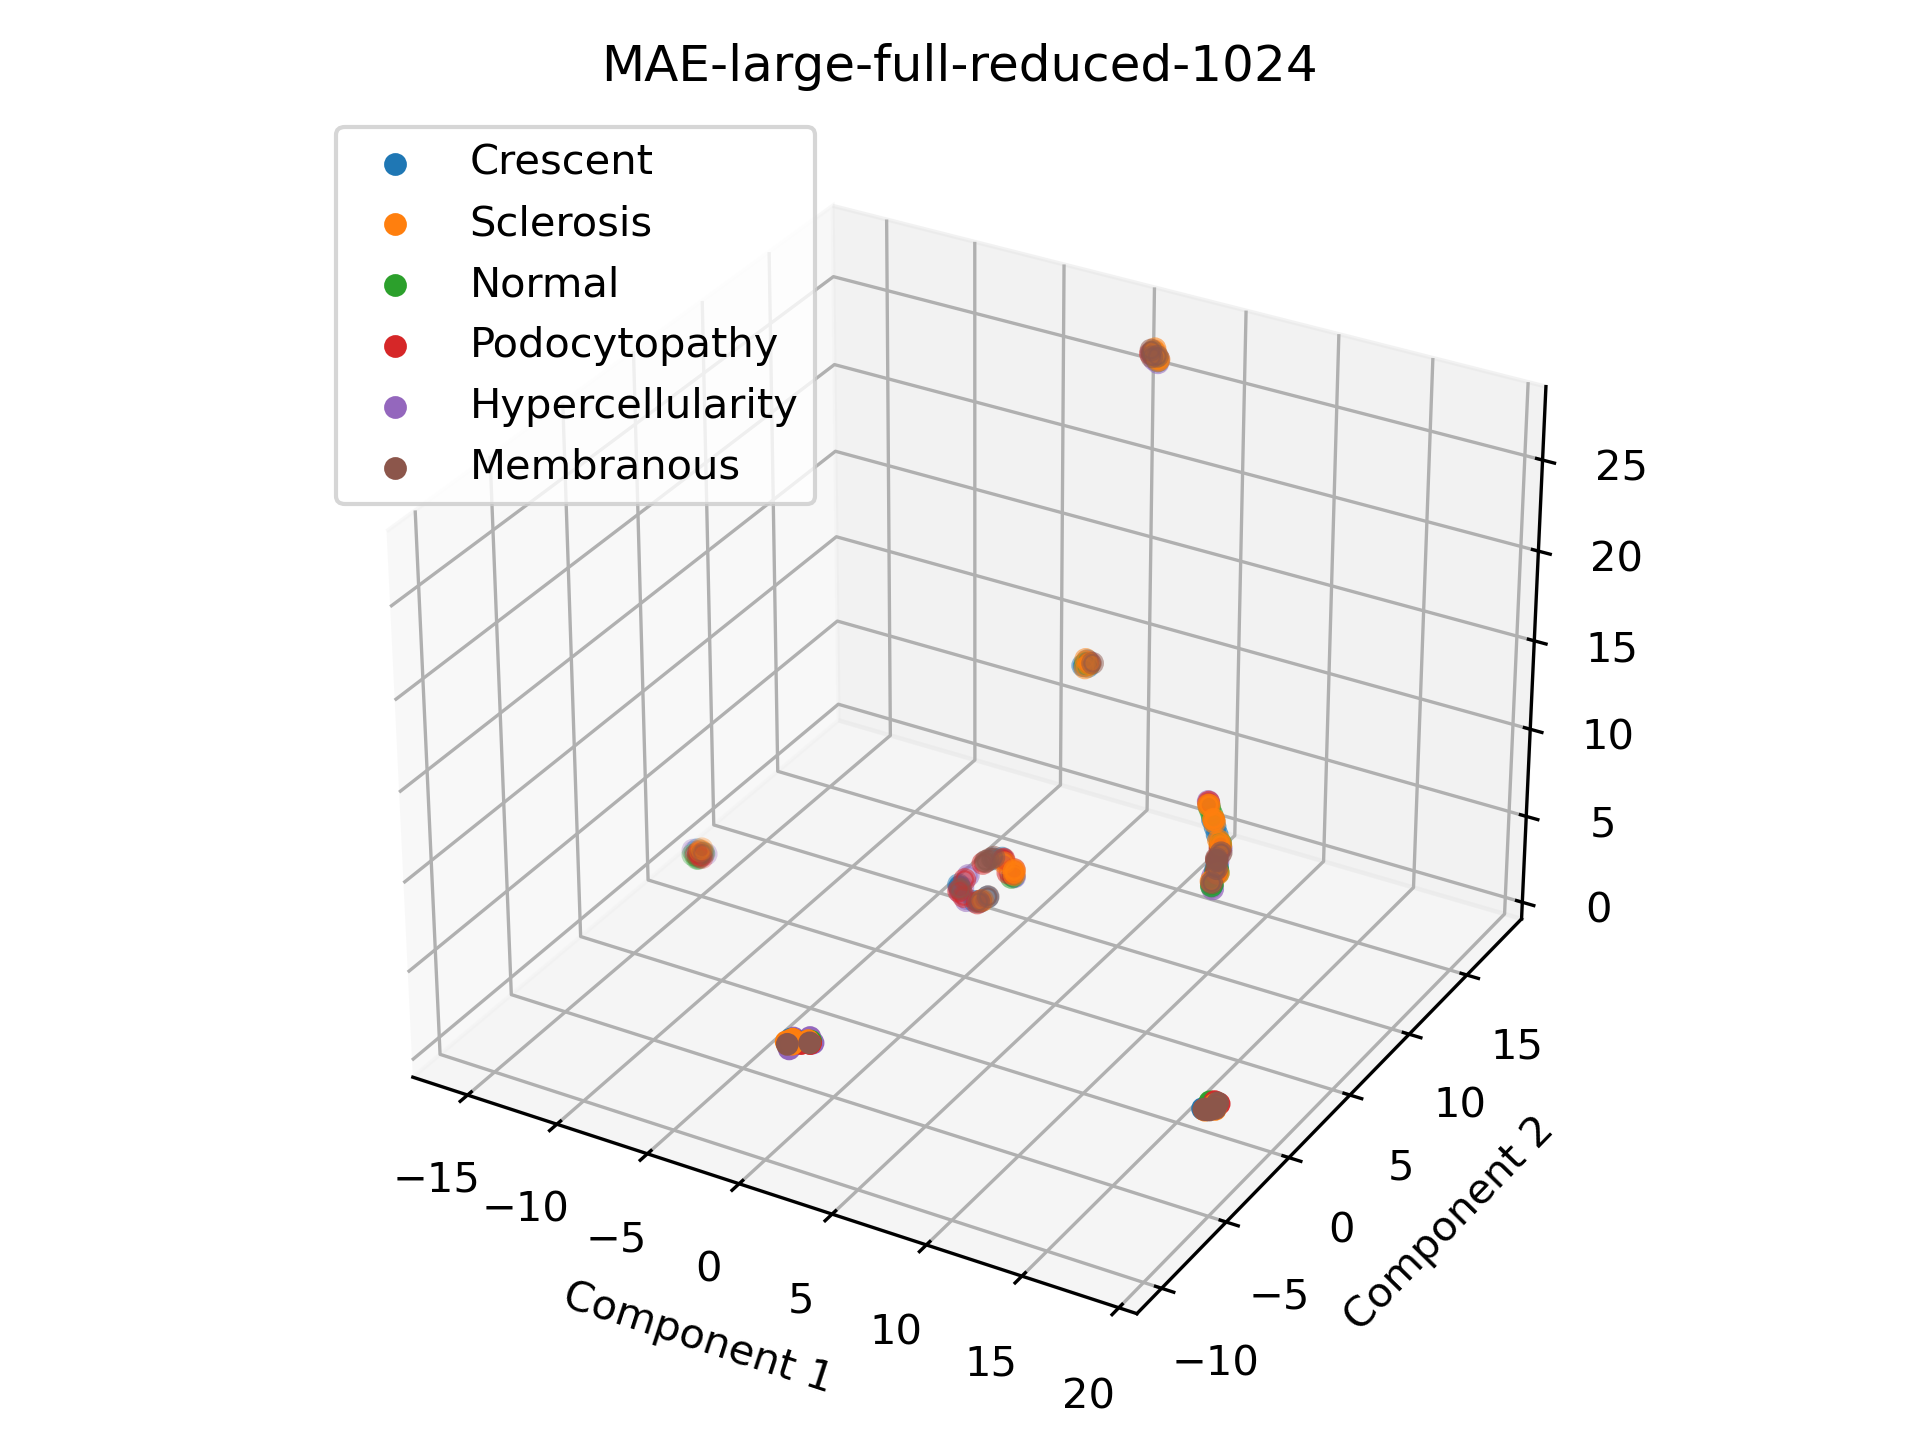 MAE-large-full-reduced-1024
Crescent
Sclerosis
Normal
Podocytopathy
Hypercellularity
Membranous
25
20
15
10
5
0
−15
−10
−5
0
5
10
15
20
Component 1
15
10
5
0
−5
−10
Component 2